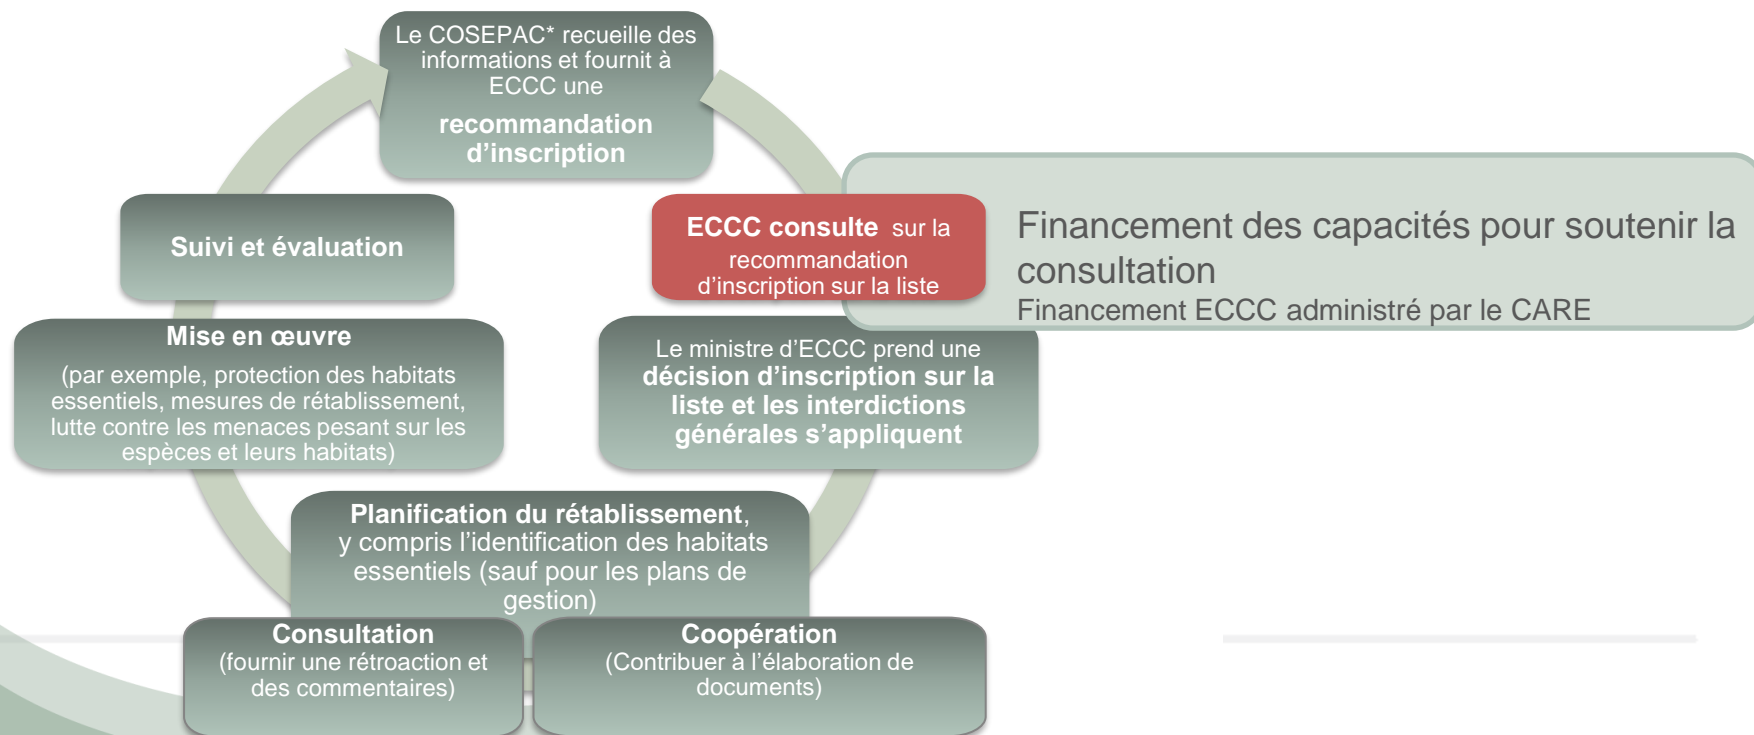 Le COSEPAC* recueille des
informations et fournit à
ECCC une
recommandation
d’inscription
ECCC consulte sur la
recommandation
d’inscription sur la liste
Financement des capacités pour soutenir la
consultation
Financement ECCC administré par le CARE
Le ministre d’ECCC prend une
décision d’inscription sur la
liste et les interdictions
générales s’appliquent
Planification du rétablissement,
y compris l’identification des habitats
essentiels (sauf pour les plans de
gestion)
Consultation
(fournir une rétroaction et
des commentaires)
Coopération
(Contribuer à l’élaboration de
documents)
Mise en œuvre
(par exemple, protection des habitats
essentiels, mesures de rétablissement,
lutte contre les menaces pesant sur les
espèces et leurs habitats)
Suivi et évaluation